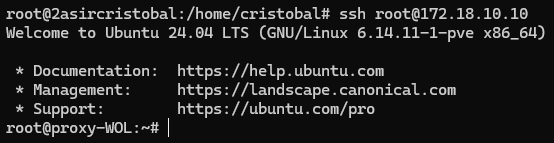 root@2asircristobal:/home/cristobal# ssh root@172.18.10.10
Welcome to Ubuntu 24.04 LTS (GNU/Linux 6.14.11-1-pve x86_64)
* Documentation:  https://help.ubuntu.com
* Management:     https://landscape.canonical.com
* Support:        https://ubuntu.com/pro
root@proxy-WOL:~#